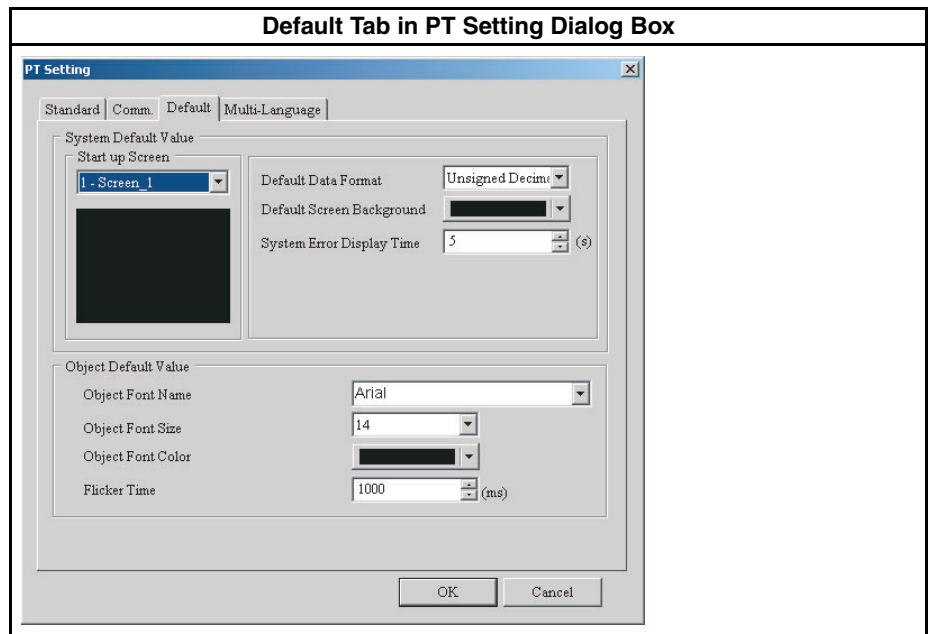 Default Tab in PT Setting Dialog Box
PT Setting
Standard Comm. Default Multi-Language
System Default Value
Start up Screen
1 - Screen_1
Default Data Format Unsigned Decima
Default Screen Background
System Error Display Time 5 (s)
Object Default Value
Object Font Name Arial
Object Font Size 14
Object Font Color
Flicker Time 1000 (ms)
OK Cancel